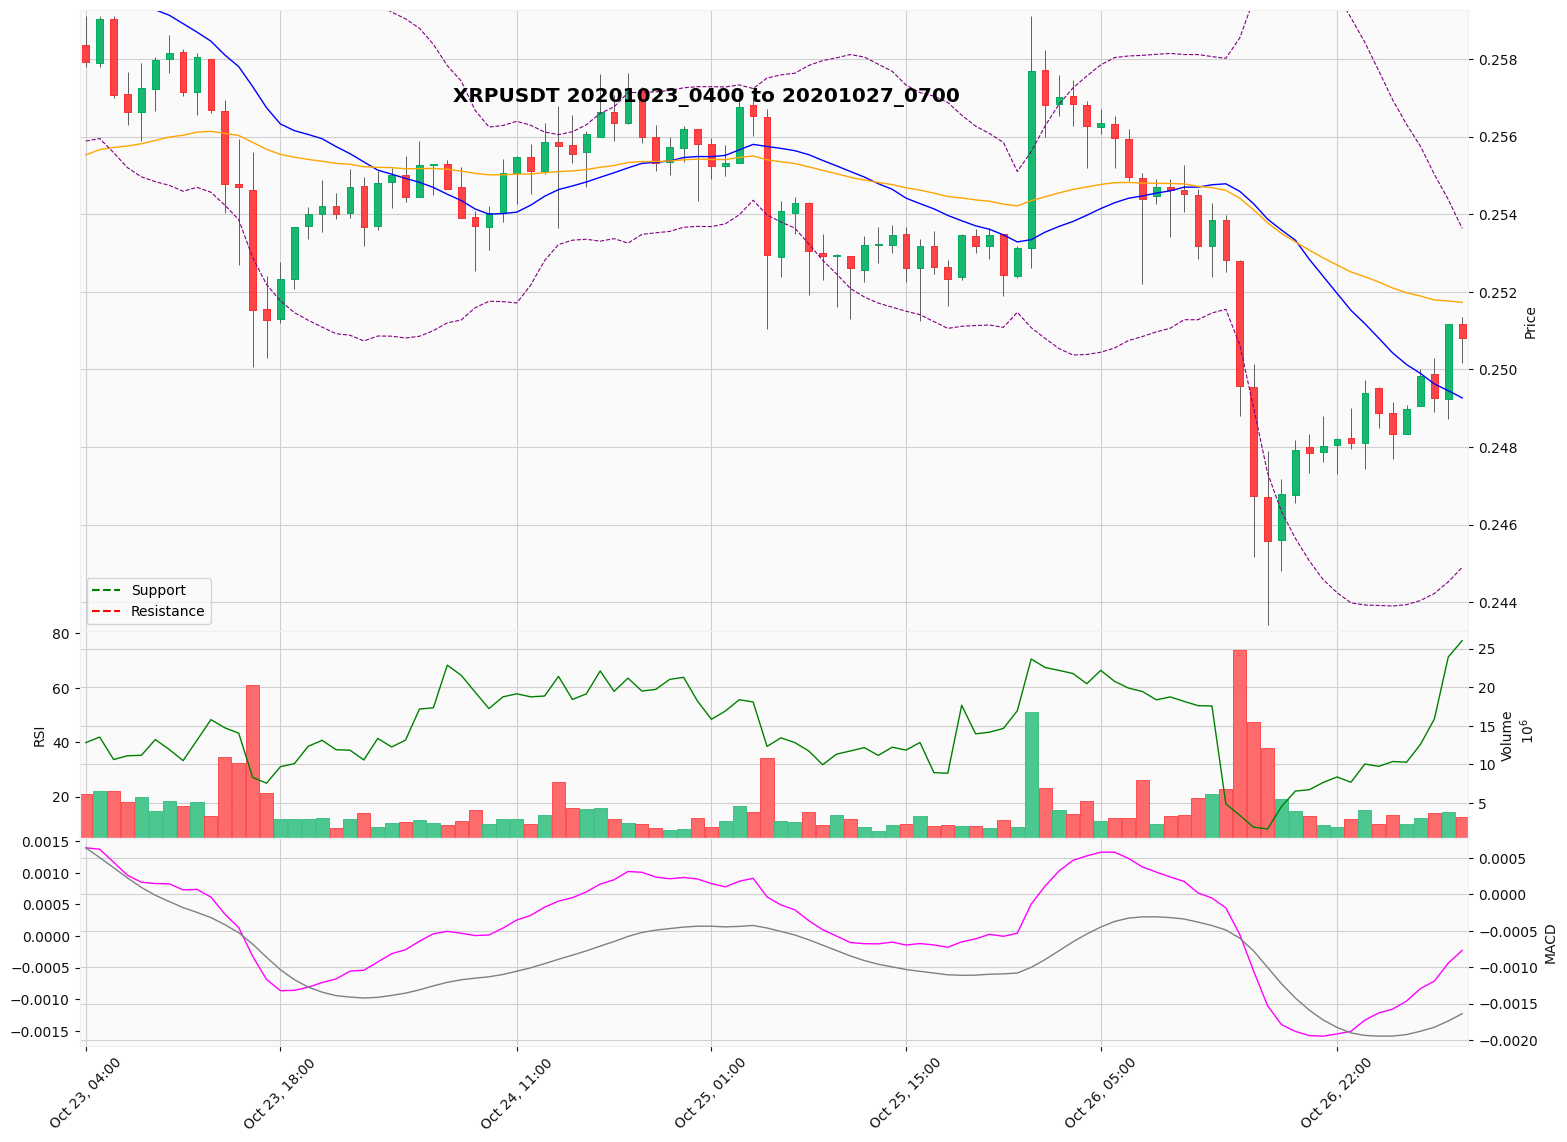 XRPUSDT 20201023_0400 to 20201027_0700
0.258
0.256
0.254
0.252
0.250
0.248
0.246
0.244
Price
Support
Resistance
80
60
40
20
RSI
25
20
15
10
5
Volume
10^6
0.0015
0.0010
0.0005
0.0000
−0.0005
−0.0010
−0.0015
0.0005
0.0000
−0.0005
−0.0010
−0.0015
−0.0020
MACD
Oct 23, 04:00
Oct 23, 18:00
Oct 24, 11:00
Oct 25, 01:00
Oct 25, 15:00
Oct 26, 05:00
Oct 26, 22:00